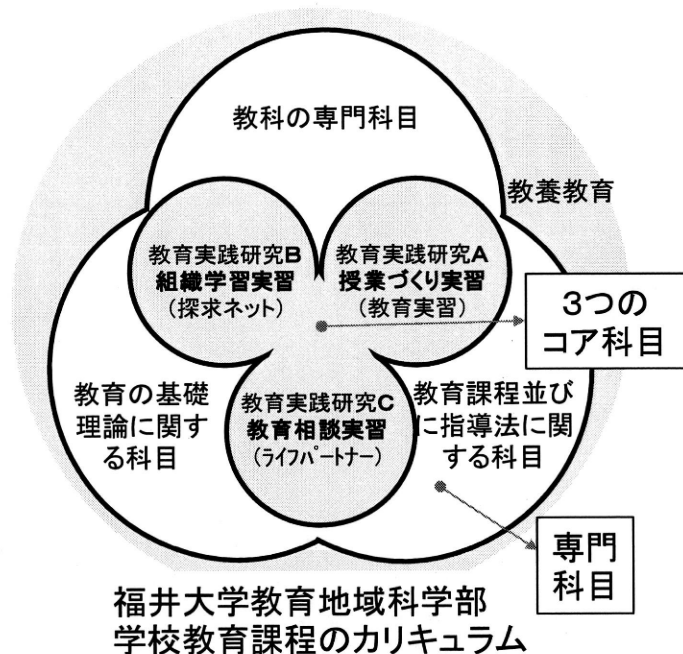 教科の専門科目
教養教育
教育実践研究B
組織学習実習
(探求ネット)
教育実践研究A
授業づくり実習
(教育実習)
3つの
コア科目
教育の基礎
理論に関す
る科目
教育実践研究C
教育相談実習
(ライフパートナー)
教育課程並び
に指導法に関
する科目
専門
科目
福井大学教育地域科学部
学校教育課程のカリキュラム